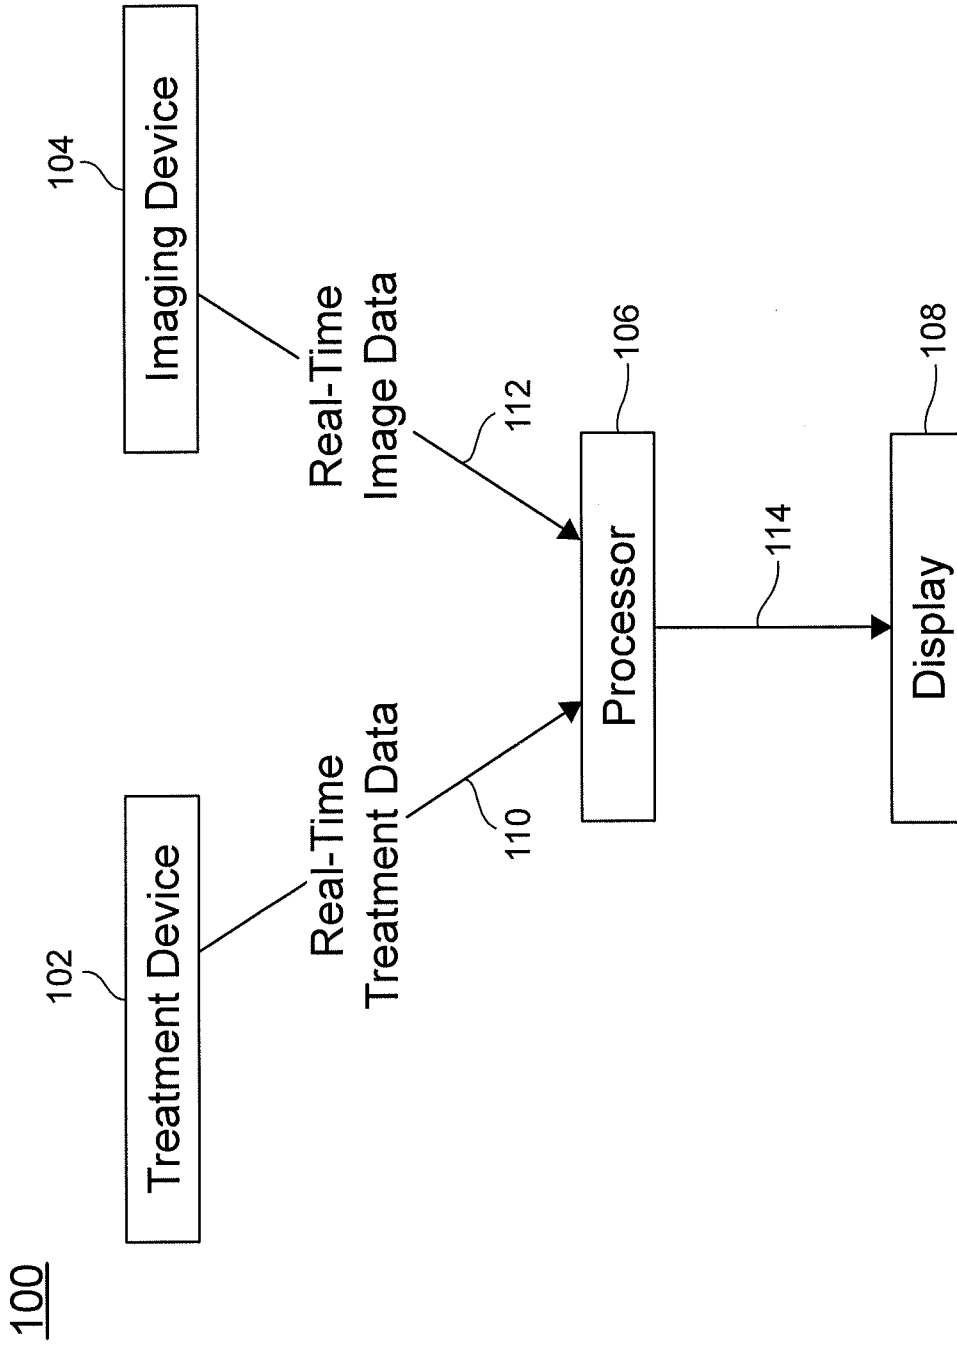 100
102
104
Treatment Device
Imaging Device
Real-Time
Treatment Data
Real-Time
Image Data
110
112
Processor
106
114
Display
108